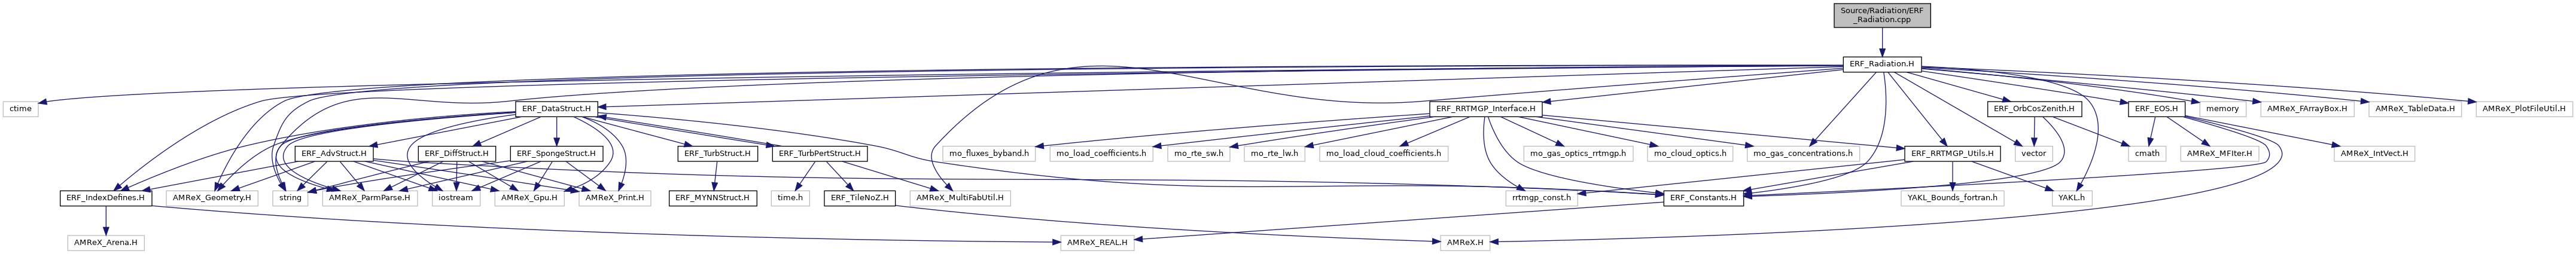 Source/Radiation/ERF
_Radiation.cpp
ERF_Radiation.H
ctime
ERF_DataStruct.H
ERF_RRTMGP_Interface.H
ERF_OrbCosZenith.H
ERF_EOS.H
memory
AMReX_FArrayBox.H
AMReX_TableData.H
AMReX_PlotFileUtil.H
ERF_AdvStruct.H
ERF_DiffStruct.H
ERF_SpongeStruct.H
ERF_TurbStruct.H
ERF_TurbPertStruct.H
mo_fluxes_byband.h
mo_load_coefficients.h
mo_rte_sw.h
mo_rte_lw.h
mo_load_cloud_coefficients.h
mo_gas_optics_rrtmgp.h
mo_cloud_optics.h
mo_gas_concentrations.h
ERF_RRTMGP_Utils.H
vector
cmath
AMReX_MFIter.H
AMReX_IntVect.H
ERF_IndexDefines.H
AMReX_Geometry.H
string
AMReX_ParmParse.H
iostream
AMReX_Gpu.H
AMReX_Print.H
ERF_MYNNStruct.H
time.h
ERF_TileNoZ.H
AMReX_MultiFabUtil.H
rrtmgp_const.h
ERF_Constants.H
YAKL_Bounds_fortran.h
YAKL.h
AMReX_Arena.H
AMReX_REAL.H
AMReX.H